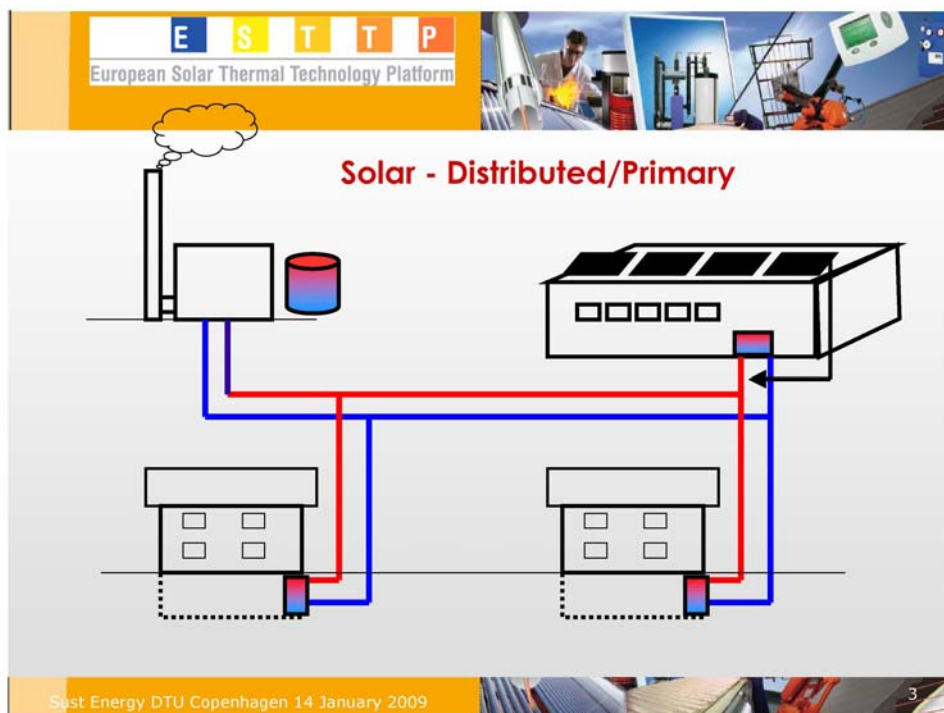 E S T T P
European Solar Thermal Technology Platform
Solar - Distributed/Primary
Sust Energy DTU Copenhagen 14 January 2009
3